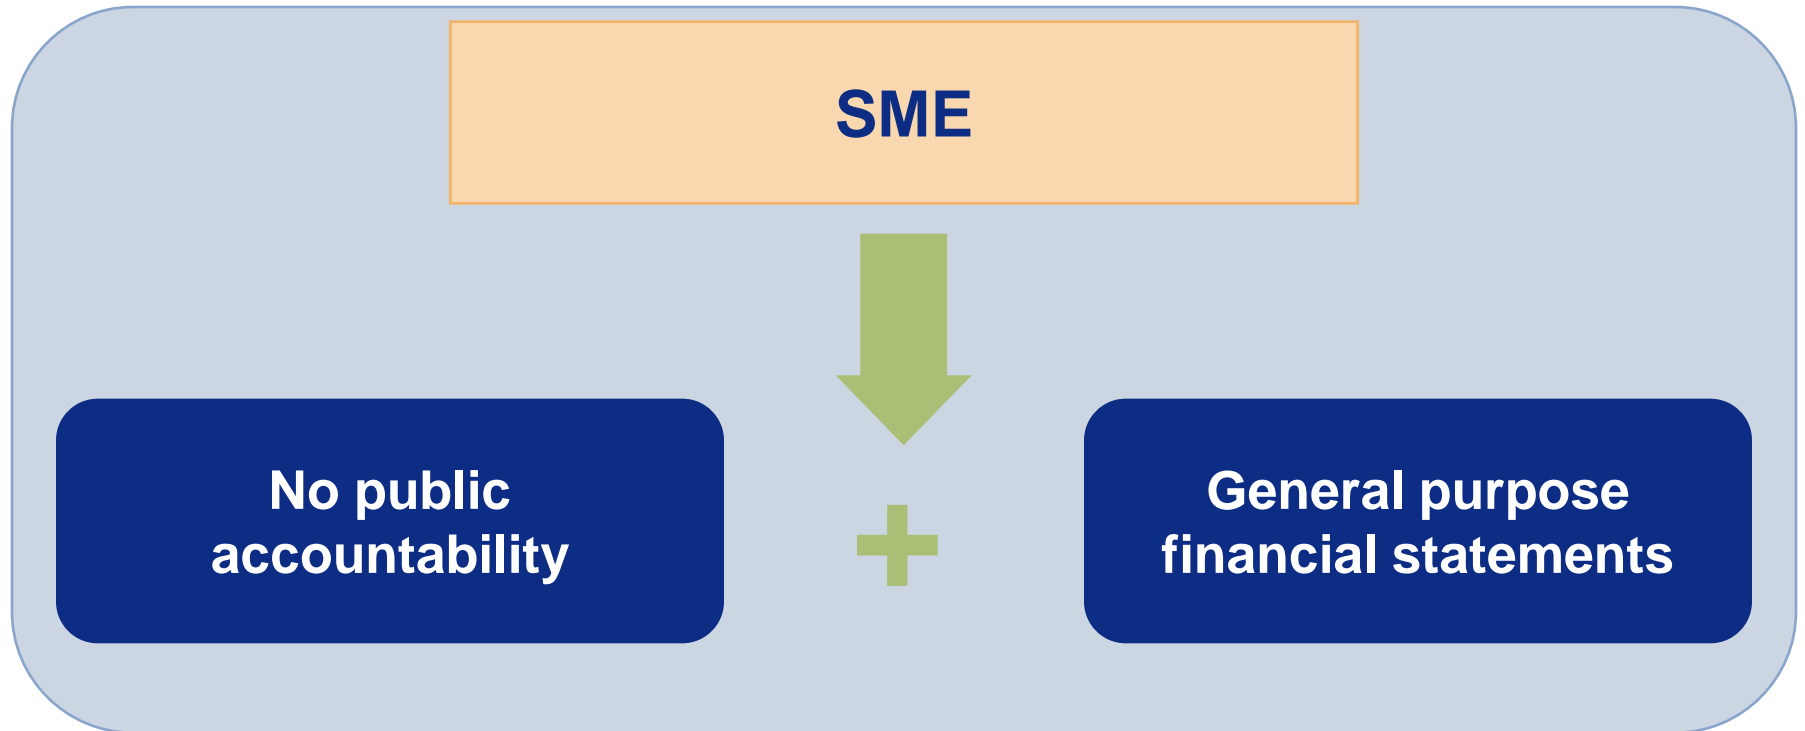 SME
No public
accountability
+
General purpose
financial statements